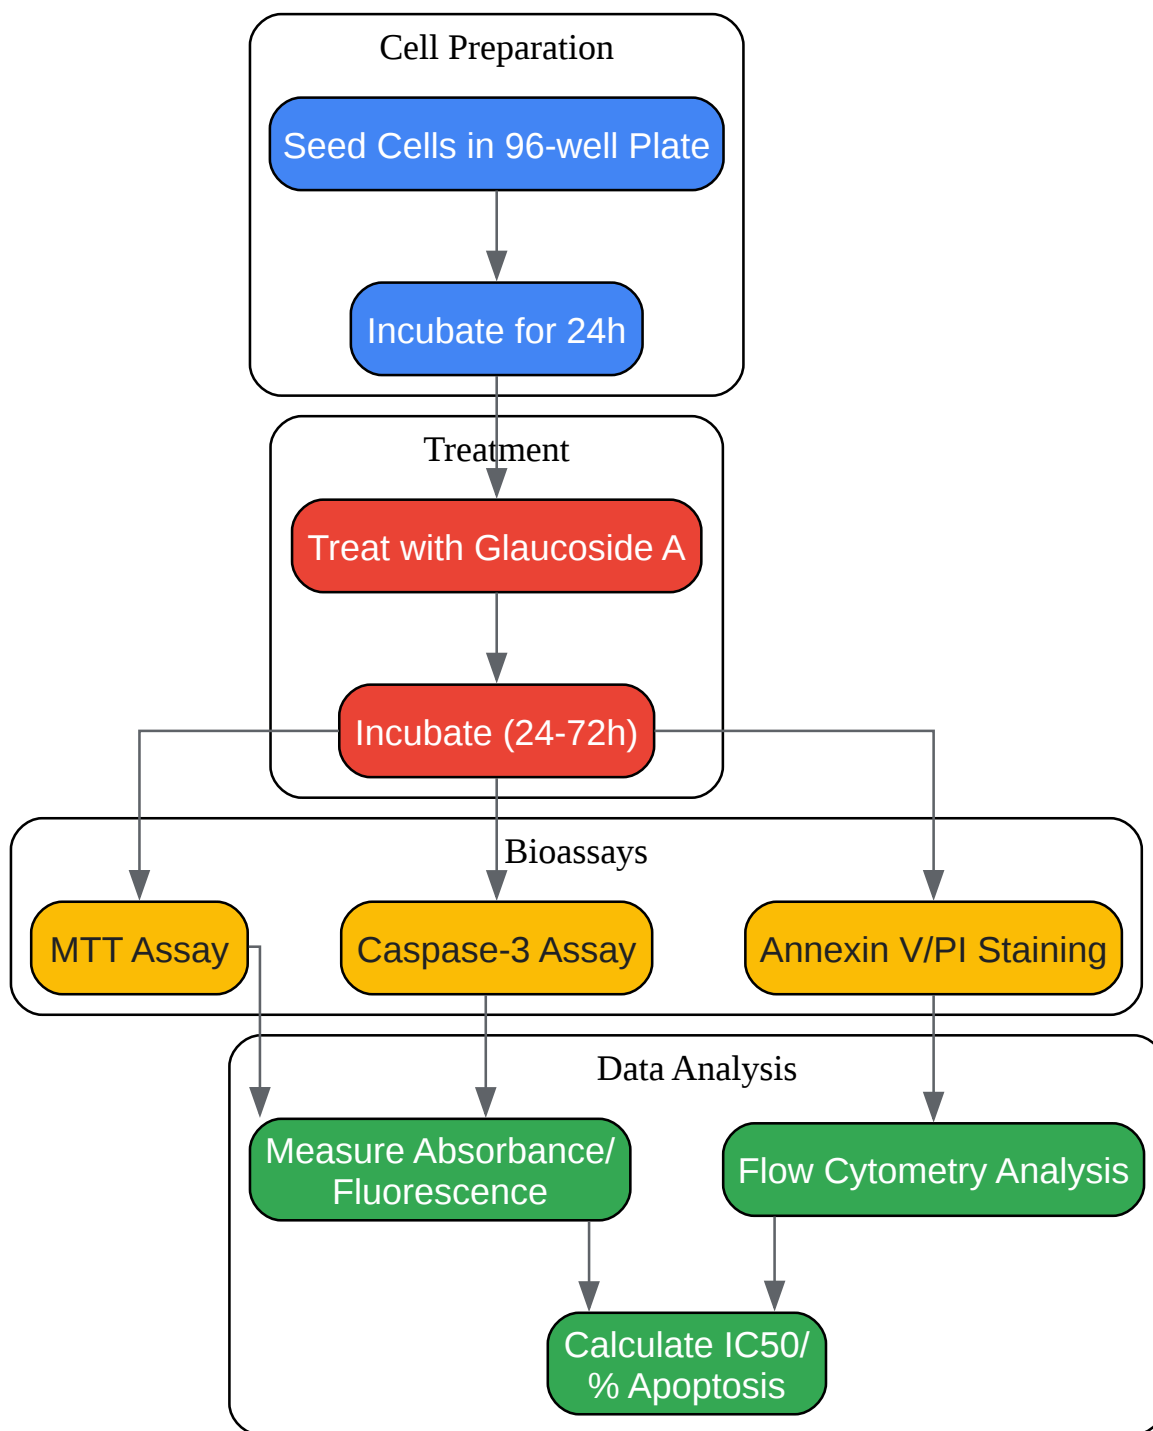 Cell Preparation
Seed Cells in 96-well Plate
Incubate for 24h
Treatment
Treat with Glaucoside A
Incubate (24-72h)
Bioassays
MTT Assay
Caspase-3 Assay
Annexin V/PI Staining
Data Analysis
Measure Absorbance/
Fluorescence
Flow Cytometry Analysis
Calculate IC50/
% Apoptosis